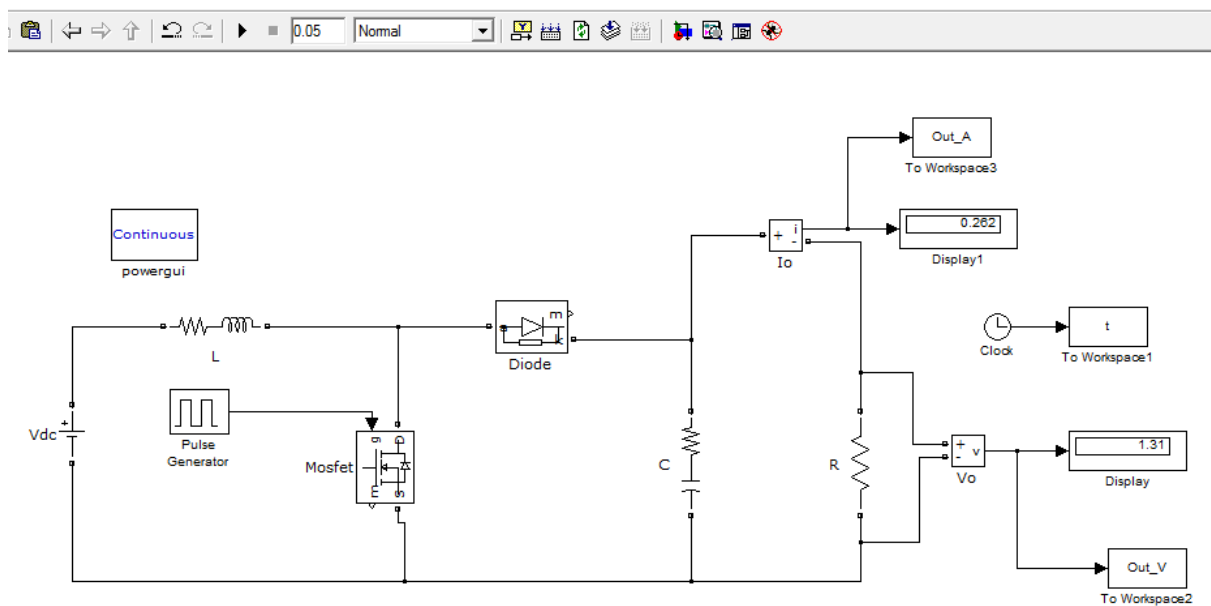 0.05
Normal
Out_A
To Workspace3
Continuous
powergui
i
+
-
Io
0.262
Display1
L
m
a
k
Diode
Clock
t
To Workspace1
Vdc
+
Pulse
Generator
g
D
Mosfet
m
S
C
R
+
-
v
Vo
1.31
Display
Out_V
To Workspace2